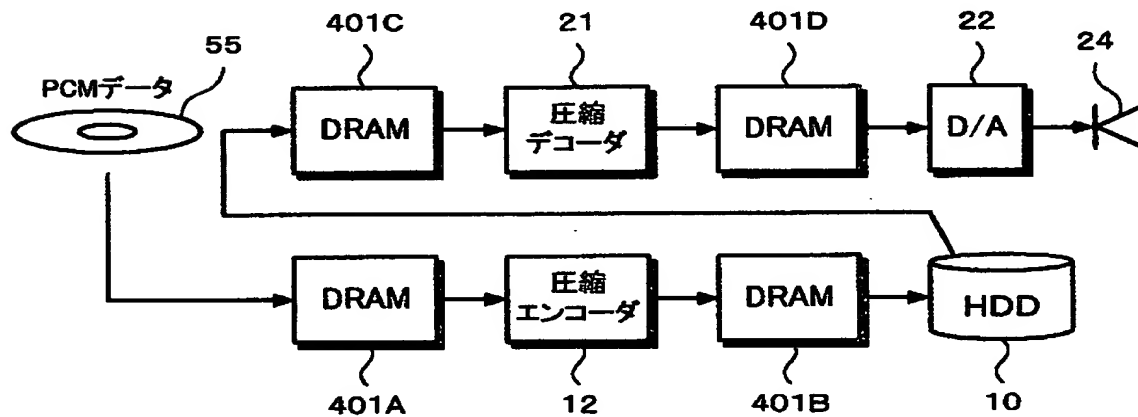 401C
21
401D
22
24
55
PCMデータ
DRAM
圧縮
デコーダ
DRAM
D/A
DRAM
圧縮
エンコーダ
DRAM
HDD
401A
12
401B
10